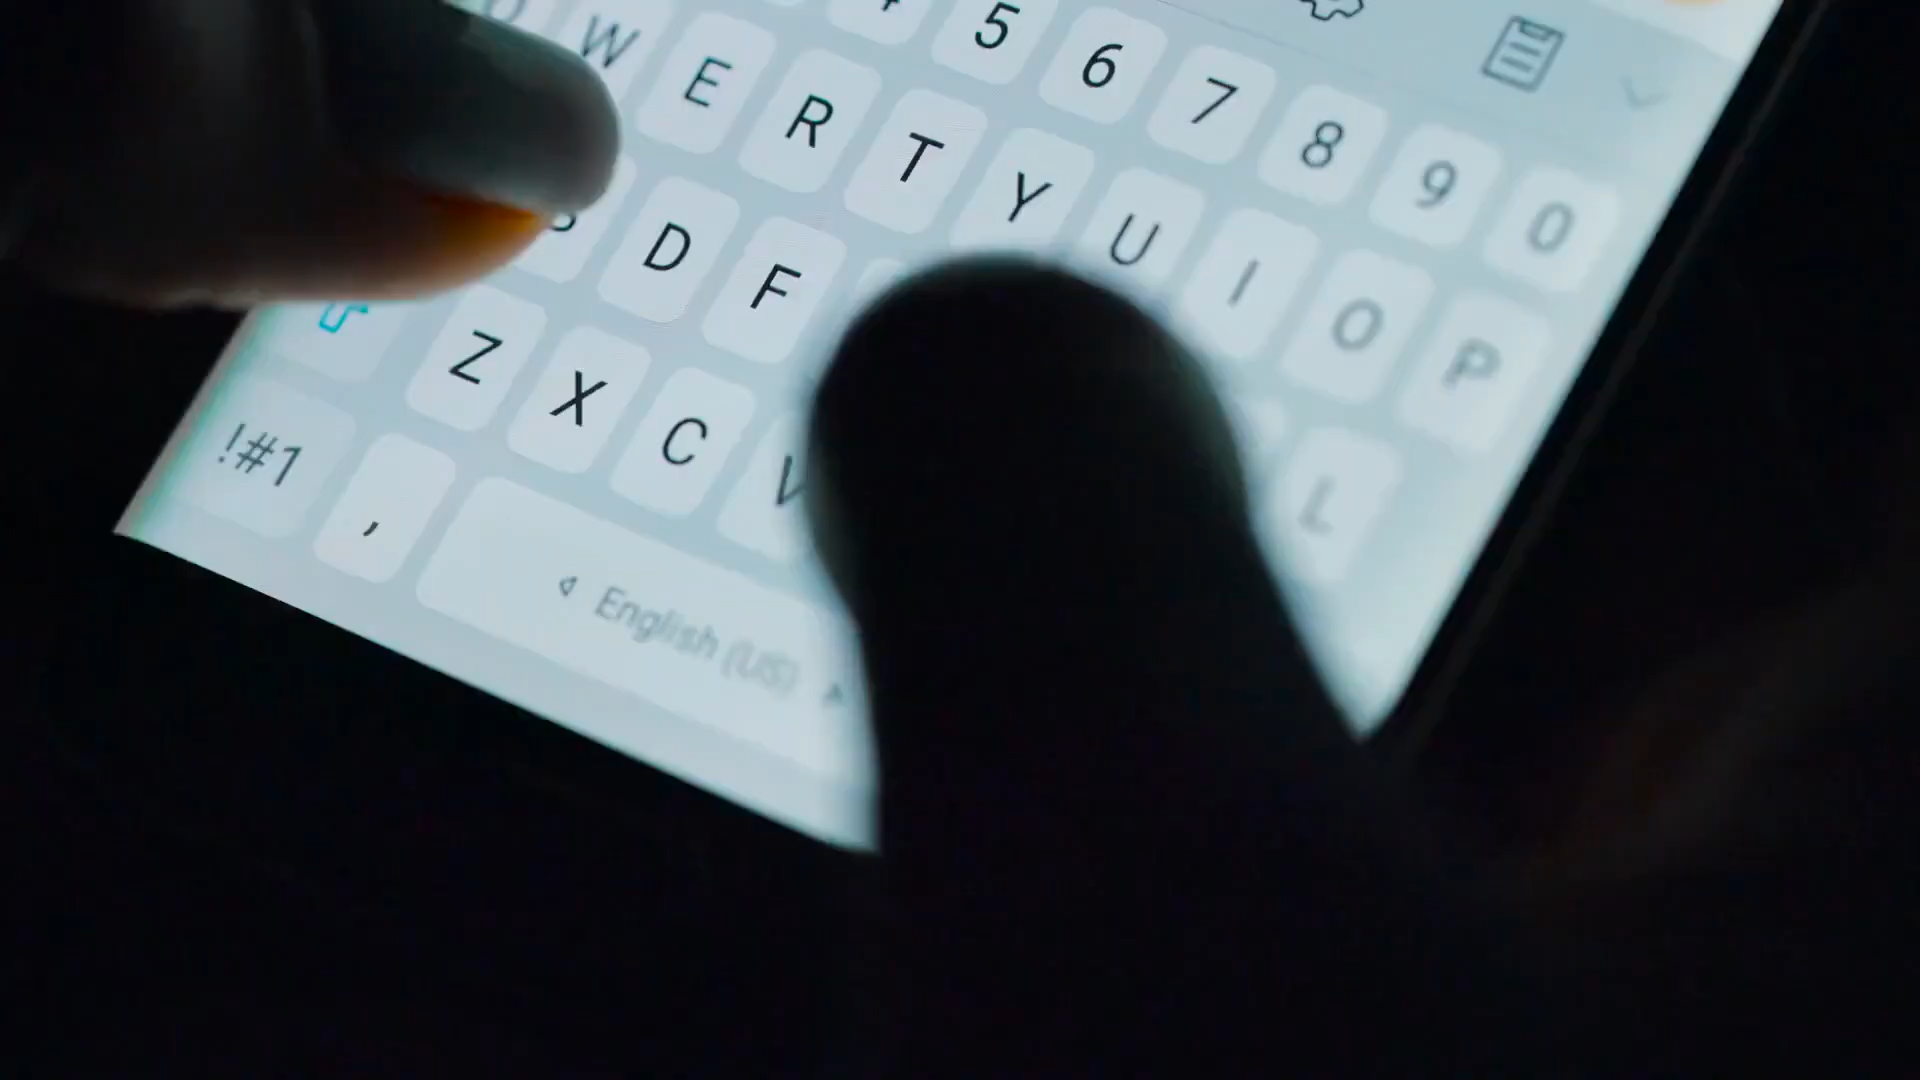 5 6 7 8 9 0
W E R T Y U I O P
D F L
Z X C V
!#1 , English (US)